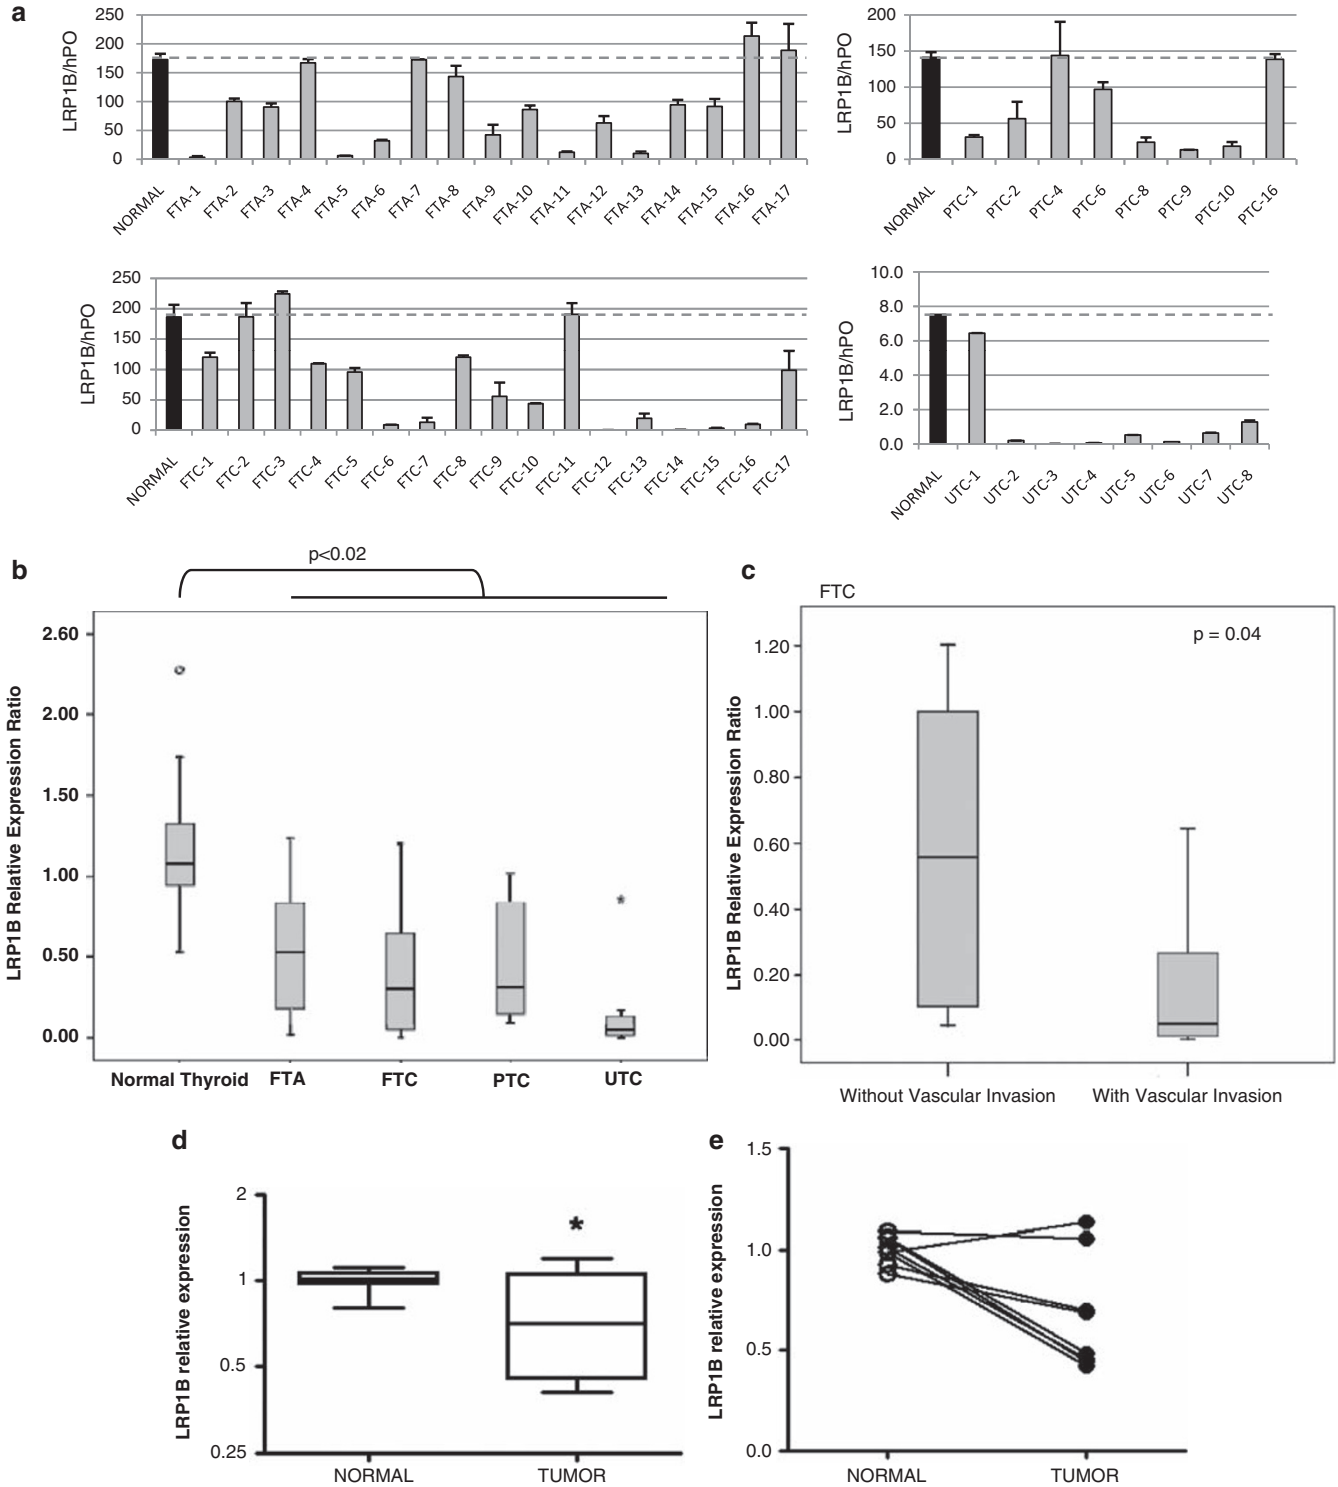 a
LRP1B/hPO
250
200
150
100
50
0
NORMAL FTA-1 FTA-2 FTA-3 FTA-4 FTA-5 FTA-6 FTA-7 FTA-8 FTA-9 FTA-10 FTA-11 FTA-12 FTA-13 FTA-14 FTA-15 FTA-16 FTA-17
LRP1B/hPO
200
150
100
50
0
NORMAL PTC-1 PTC-2 PTC-4 PTC-6 PTC-8 PTC-9 PTC-10 PTC-16
LRP1B/hPO
250
200
150
100
50
0
NORMAL FTC-1 FTC-2 FTC-3 FTC-4 FTC-5 FTC-6 FTC-7 FTC-8 FTC-9 FTC-10 FTC-11 FTC-12 FTC-13 FTC-14 FTC-15 FTC-16 FTC-17
LRP1B/hPO
10.0
8.0
6.0
4.0
2.0
0.0
NORMAL UTC-1 UTC-2 UTC-3 UTC-4 UTC-5 UTC-6 UTC-7 UTC-8
b
p<0.02
LRP1B Relative Expression Ratio
2.60
2.00
1.50
1.00
0.50
0.00
Normal Thyroid FTA FTC PTC UTC
c
FTC
p = 0.04
LRP1B Relative Expression Ratio
1.20
1.00
0.80
0.60
0.40
0.20
0.00
Without Vascular Invasion With Vascular Invasion
d
LRP1B relative expression
2
1
0.5
0.25
*
NORMAL TUMOR
e
LRP1B relative expression
1.5
1.0
0.5
0.0
NORMAL TUMOR